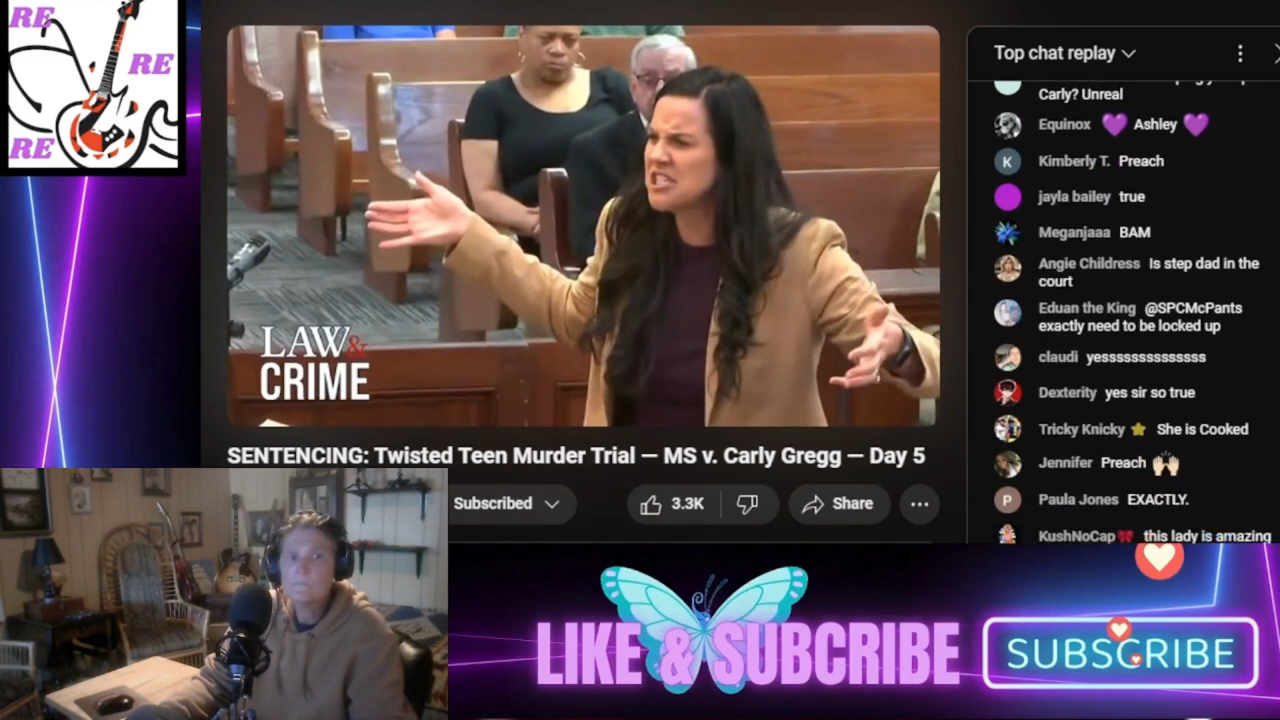 RE
RE
RE
LAW&
CRIME
SENTENCING: Twisted Teen Murder Trial — MS v. Carly Gregg — Day 5
Subscribed
3.3K
Share
Top chat replay
Carly? Unreal
Equinox 💜 Ashley 💜
Kimberly T. Preach
K
jayla bailey true
Meganjaaa BAM
Angie Childress Is step dad in the
court
Eduan the King @SPCMcPants
exactly need to be locked up
claudi yesssssssssssss
Dexterity yes sir so true
Tricky Knicky She is Cooked
Jennifer Preach 🙌🏻
P
Paula Jones EXACTLY.
KushNoCap this lady is amazing
LIKE & SUBCRIBE
SUBSCRIBE